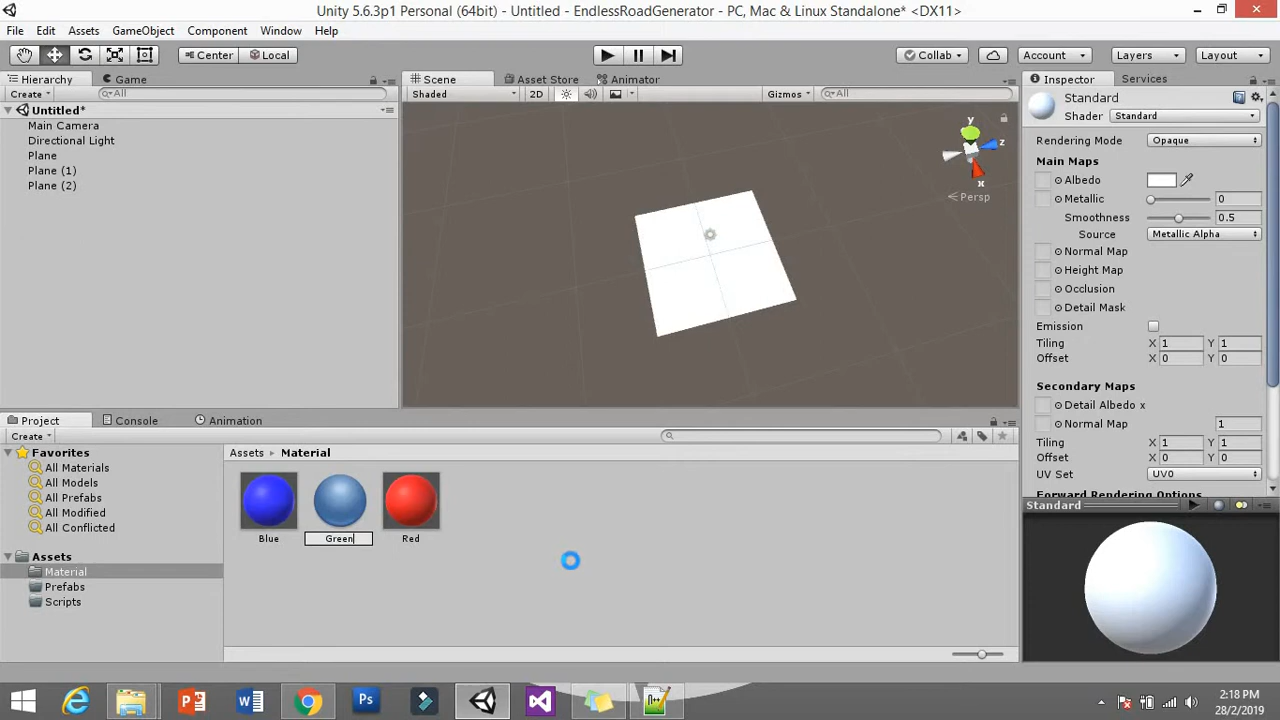 Unity 5.6.3p1 Personal (64bit) - Untitled - EndlessRoadGenerator - PC, Mac & Linux Standalone* <DX11>
File Edit Assets GameObject Component Window Help
Center Local Collab Account Layers Layout
Hierarchy Game Scene Asset Store Animator Inspector Services
Create All Shaded 2D Gizmos All Standard
Shader Standard
Untitled*
Main Camera
Directional Light
Plane
Plane (1)
Plane (2)
y
z
x
Persp
Rendering Mode Opaque
Main Maps
Albedo
Metallic 0
Smoothness 0.5
Source Metallic Alpha
Normal Map
Height Map
Occlusion
Detail Mask
Emission
Tiling X 1 Y 1
Offset X 0 Y 0
Secondary Maps
Detail Albedo x
Normal Map 1
Tiling X 1 Y 1
Offset X 0 Y 0
UV Set UV0
Forward Rendering Options
Standard
Project Console Animation
Create
Favorites
All Materials
All Models
All Prefabs
All Modified
All Conflicted
Assets
Material
Prefabs
Scripts
Assets Material
Blue Green Red
2:18 PM
28/2/2019